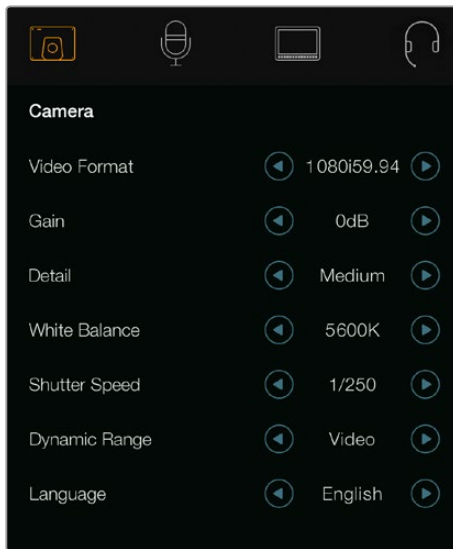 Camera
Video Format 1080i59.94
Gain 0dB
Detail Medium
White Balance 5600K
Shutter Speed 1/250
Dynamic Range Video
Language English